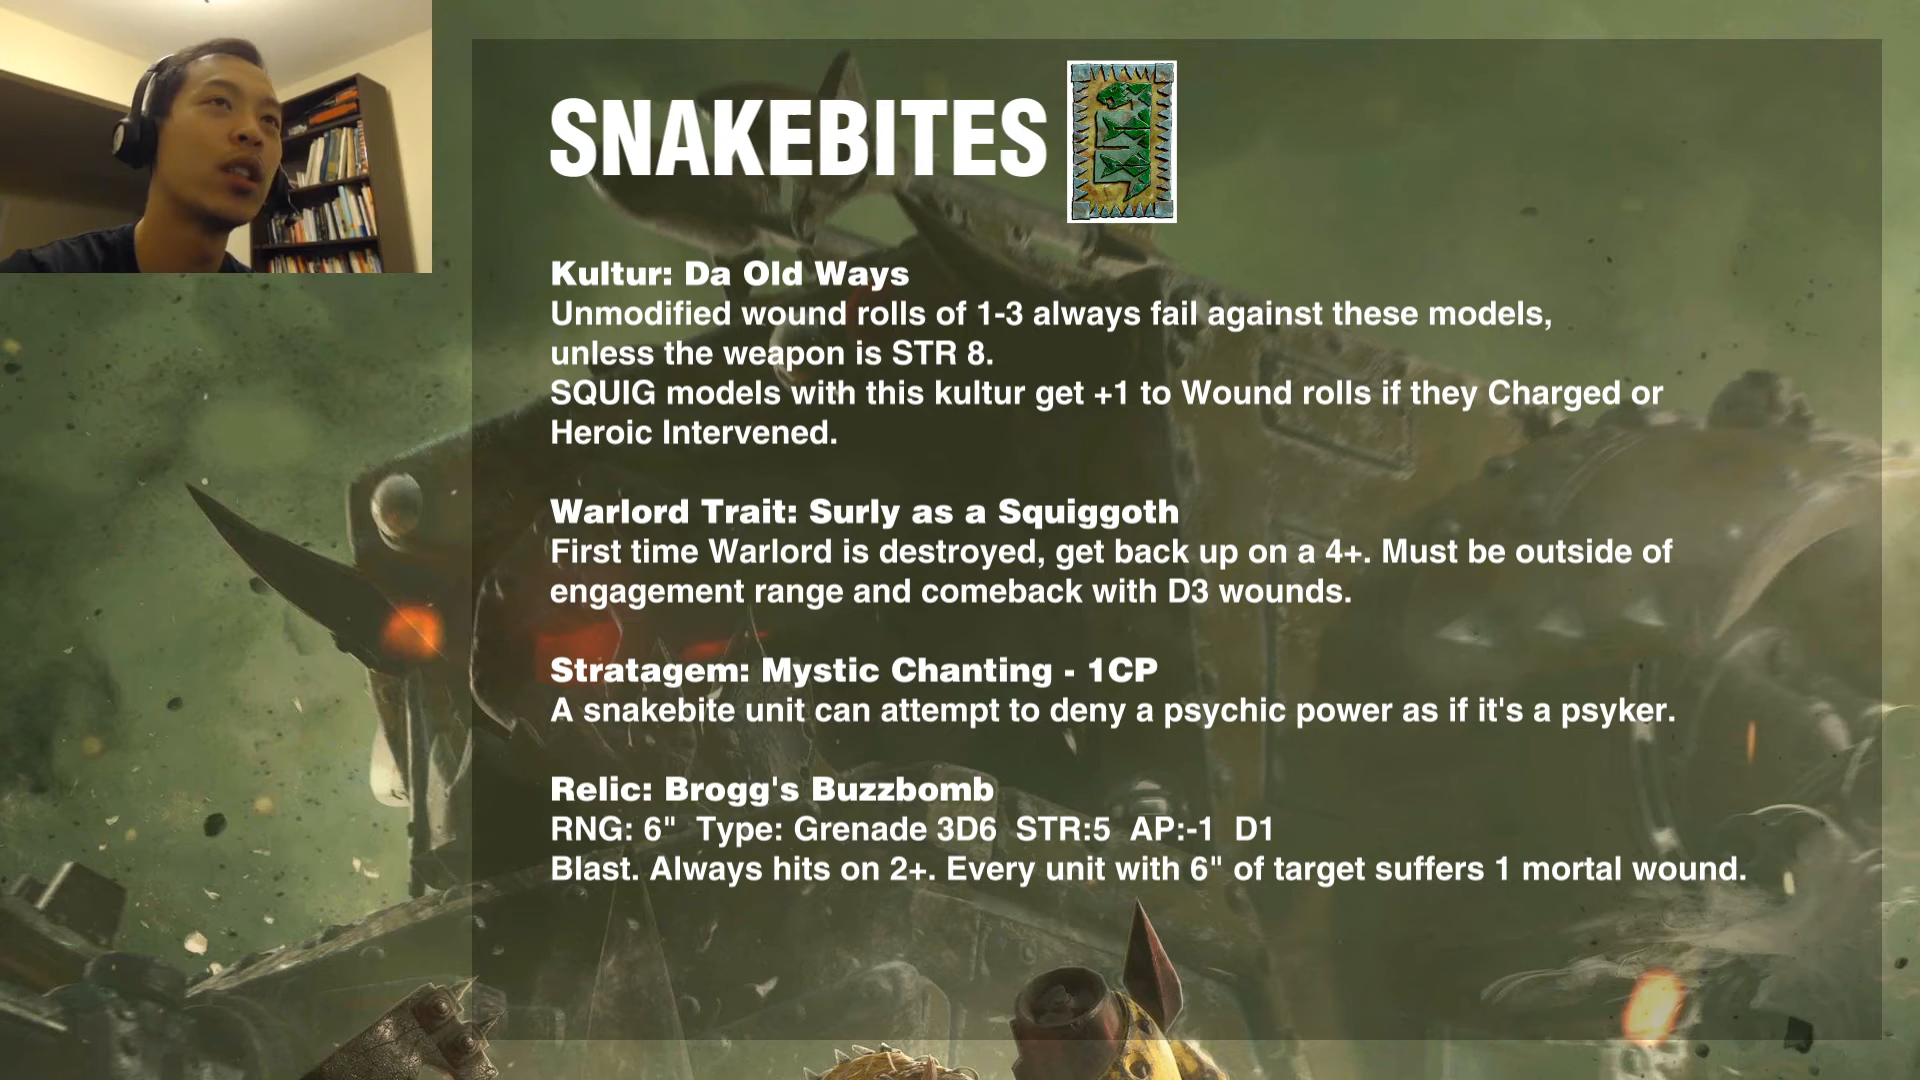 SNAKEBITES
Kultur: Da Old Ways
Unmodified wound rolls of 1-3 always fail against these models,
unless the weapon is STR 8.
SQUIG models with this kultur get +1 to Wound rolls if they Charged or
Heroic Intervened.
Warlord Trait: Surly as a Squiggoth
First time Warlord is destroyed, get back up on a 4+. Must be outside of
engagement range and comeback with D3 wounds.
Stratagem: Mystic Chanting - 1CP
A snakebite unit can attempt to deny a psychic power as if it's a psyker.
Relic: Brogg's Buzzbomb
RNG: 6" Type: Grenade 3D6 STR:5 AP:-1 D1
Blast. Always hits on 2+. Every unit with 6" of target suffers 1 mortal wound.